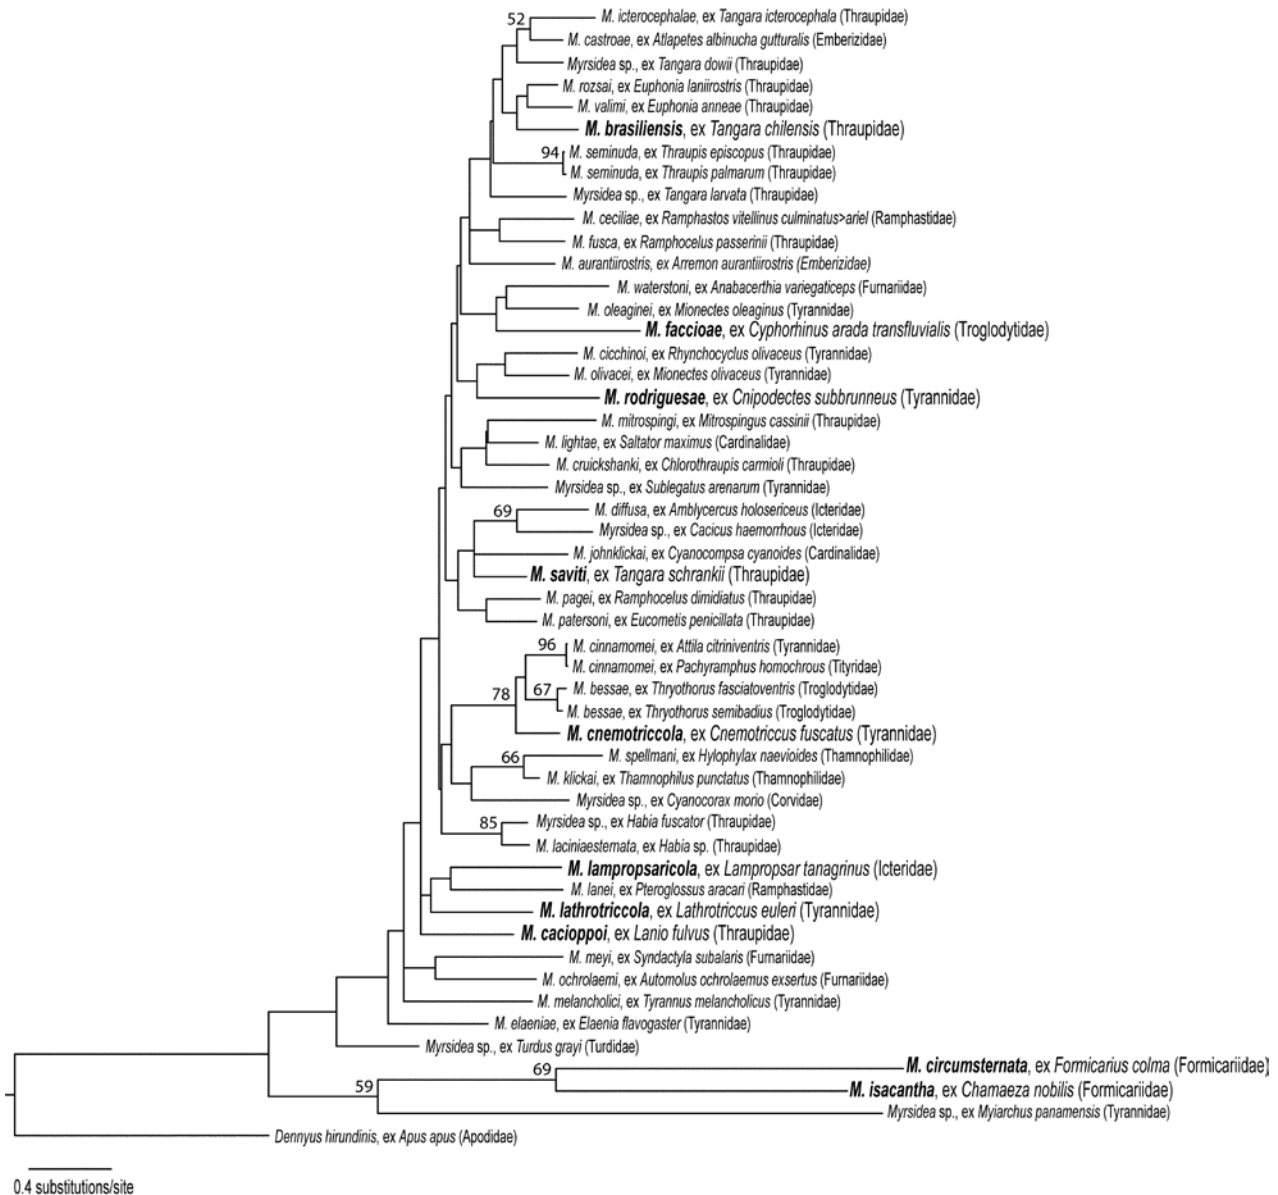 52
M. icterocephalae, ex Tangara icterocephala (Thraupidae)
M. castroae, ex Atlapetes albinucha gutturalis (Emberizidae)
Myrsidea sp., ex Tangara dowii (Thraupidae)
M. rozsai, ex Euphonia laniirostris (Thraupidae)
M. valimi, ex Euphonia anneae (Thraupidae)
M. brasiliensis, ex Tangara chilensis (Thraupidae)
94
M. seminuda, ex Thraupis episcopus (Thraupidae)
M. seminuda, ex Thraupis palmarum (Thraupidae)
Myrsidea sp., ex Tangara larvata (Thraupidae)
M. ceciliae, ex Ramphastos vitellinus culminatus>ariel (Ramphastidae)
M. fusca, ex Ramphocelus passerinii (Thraupidae)
M. aurantiirostris, ex Arremon aurantiirostris (Emberizidae)
M. waterstoni, ex Anabacerthia variegaticeps (Furnariidae)
M. oleaginei, ex Mionectes oleaginus (Tyrannidae)
M. faccioae, ex Cyphorhinus arada transfluvialis (Troglodytidae)
M. cicchinoi, ex Rhynchocyclus olivaceus (Tyrannidae)
M. olivacei, ex Mionectes olivaceus (Tyrannidae)
M. rodriguesae, ex Cnipodectes subbrunneus (Tyrannidae)
M. mitrospingi, ex Mitrospingus cassinii (Thraupidae)
M. lightae, ex Saltator maximus (Cardinalidae)
M. cruickshanki, ex Chlorothraupis carmioli (Thraupidae)
Myrsidea sp., ex Sublegatus arenarum (Tyrannidae)
69
M. diffusa, ex Amblycercus holosericeus (Icteridae)
Myrsidea sp., ex Cacicus haemorrhous (Icteridae)
M. johnklickai, ex Cyanocompsa cyanoides (Cardinalidae)
M. saviti, ex Tangara schrankii (Thraupidae)
M. pagei, ex Ramphocelus dimidiatus (Thraupidae)
M. patersoni, ex Eucometis penicillata (Thraupidae)
96
M. cinnamomei, ex Attila citriniventris (Tyrannidae)
M. cinnamomei, ex Pachyramphus homochrous (Tityridae)
78
67
M. bessae, ex Thryothorus fasciatoventris (Troglodytidae)
M. bessae, ex Thryothorus semibadius (Troglodytidae)
M. cnemotriccola, ex Cnemotriccus fuscatus (Tyrannidae)
66
M. spellmani, ex Hylophylax naevioides (Thamnophilidae)
M. klickai, ex Thamnophilus punctatus (Thamnophilidae)
Myrsidea sp., ex Cyanocorax morio (Corvidae)
85
Myrsidea sp., ex Habia fuscator (Thraupidae)
M. laciniaesternata, ex Habia sp. (Thraupidae)
M. lampropsaricola, ex Lampropsar tanagrinus (Icteridae)
M. lanei, ex Pteroglossus aracari (Ramphastidae)
M. lathrotriccola, ex Lathrotriccus euleri (Tyrannidae)
M. cacioppoi, ex Lanio fulvus (Thraupidae)
M. meyi, ex Syndactyla subalaris (Furnariidae)
M. ochrolaemi, ex Automolus ochrolaemus exsertus (Furnariidae)
M. melancholici, ex Tyrannus melancholicus (Tyrannidae)
M. elaeniae, ex Elaenia flavogaster (Tyrannidae)
Myrsidea sp., ex Turdus grayi (Turdidae)
59
69
M. circumsternata, ex Formicarius colma (Formicariidae)
M. isacantha, ex Chamaeza nobilis (Formicariidae)
Myrsidea sp., ex Myiarchus panamensis (Tyrannidae)
Dennyus hirundinis, ex Apus apus (Apodidae)
0.4 substitutions/site